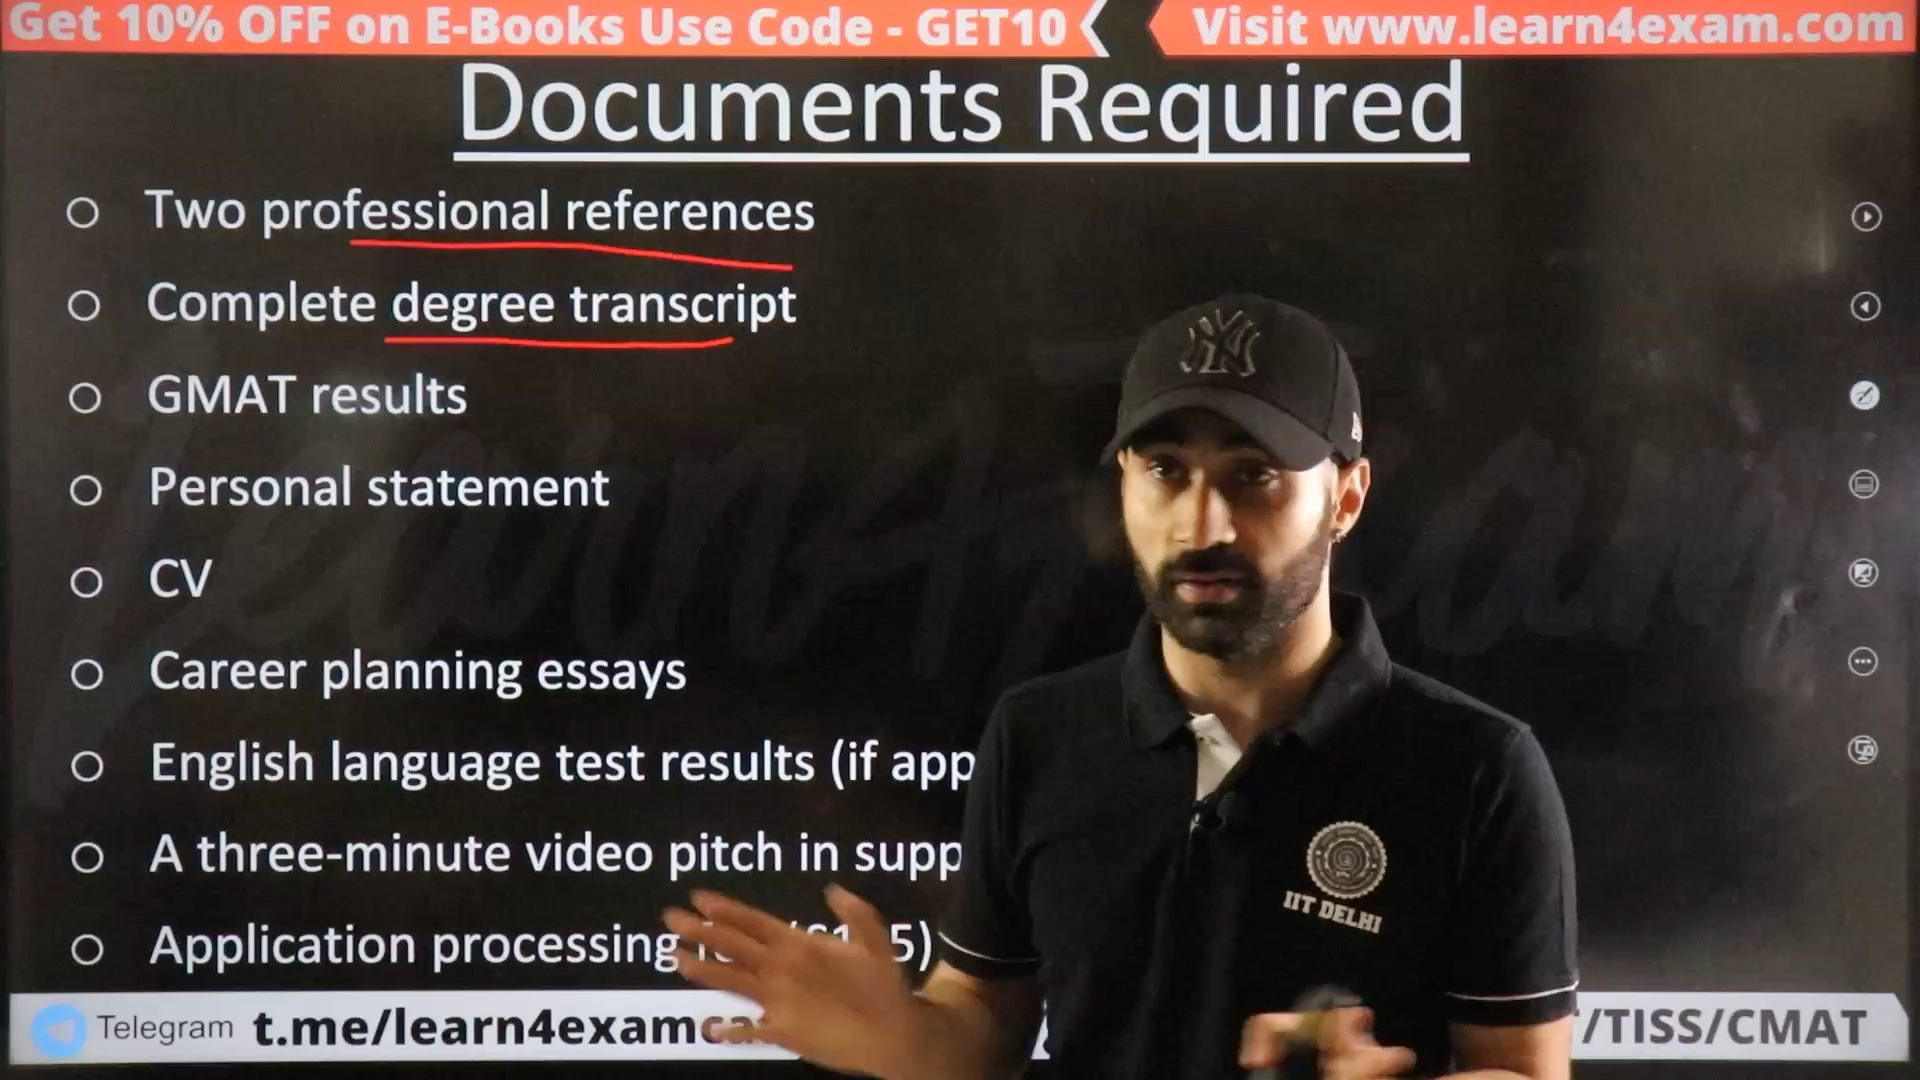 Get 10% OFF on E-Books Use Code - GET10
Visit www.learn4exam.com
Documents Required
Two professional references
Complete degree transcript
GMAT results
Personal statement
CV
Career planning essays
English language test results (if app
A three-minute video pitch in supp
Application processing 5)
NY
IIT DELHI
Telegram t.me/learn4examca
/TISS/CMAT